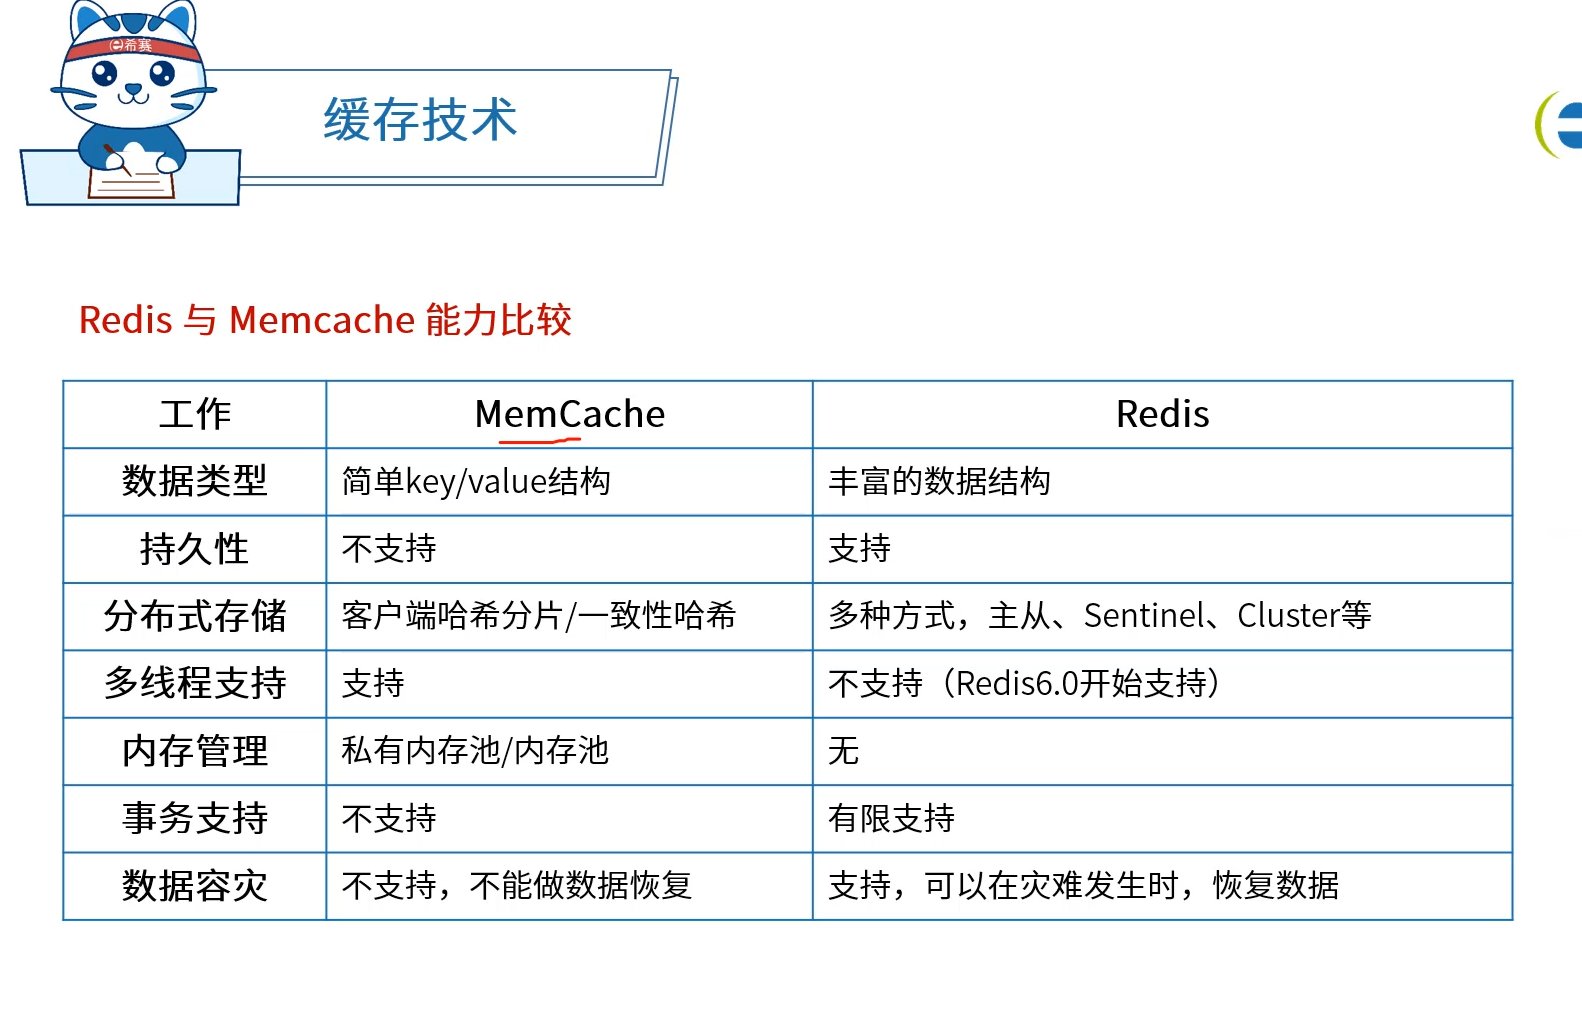 e希赛
缓存技术
Redis 与 Memcache 能力比较
工作 MemCache Redis
数据类型 简单key/value结构 丰富的数据结构
持久性 不支持 支持
分布式存储 客户端哈希分片/一致性哈希 多种方式，主从、Sentinel、Cluster等
多线程支持 支持 不支持（Redis6.0开始支持）
内存管理 私有内存池/内存池 无
事务支持 不支持 有限支持
数据容灾 不支持，不能做数据恢复 支持，可以在灾难发生时，恢复数据